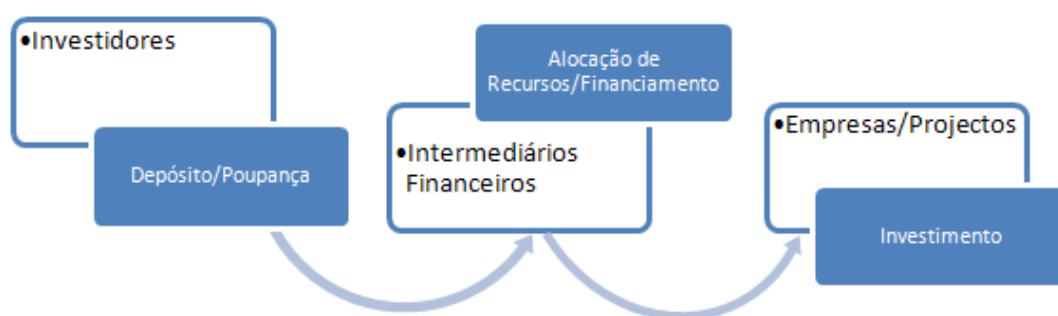 •Investidores
Depósito/Poupança
Alocação de
Recursos/Financiamento
•Intermediários
Financeiros
•Empresas/Projectos
Investimento